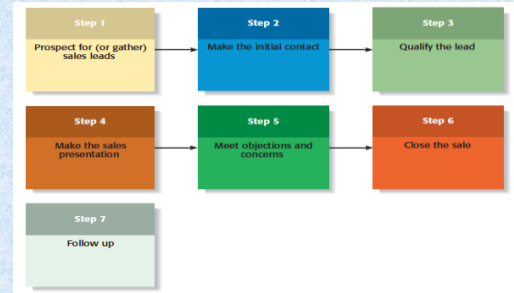 Step 1
Prospect for (or gather)
sales leads
Step 2
Make the initial contact
Step 3
Qualify the lead
Step 4
Make the sales
presentation
Step 5
Meet objections and
concerns
Step 6
Close the sale
Step 7
Follow up